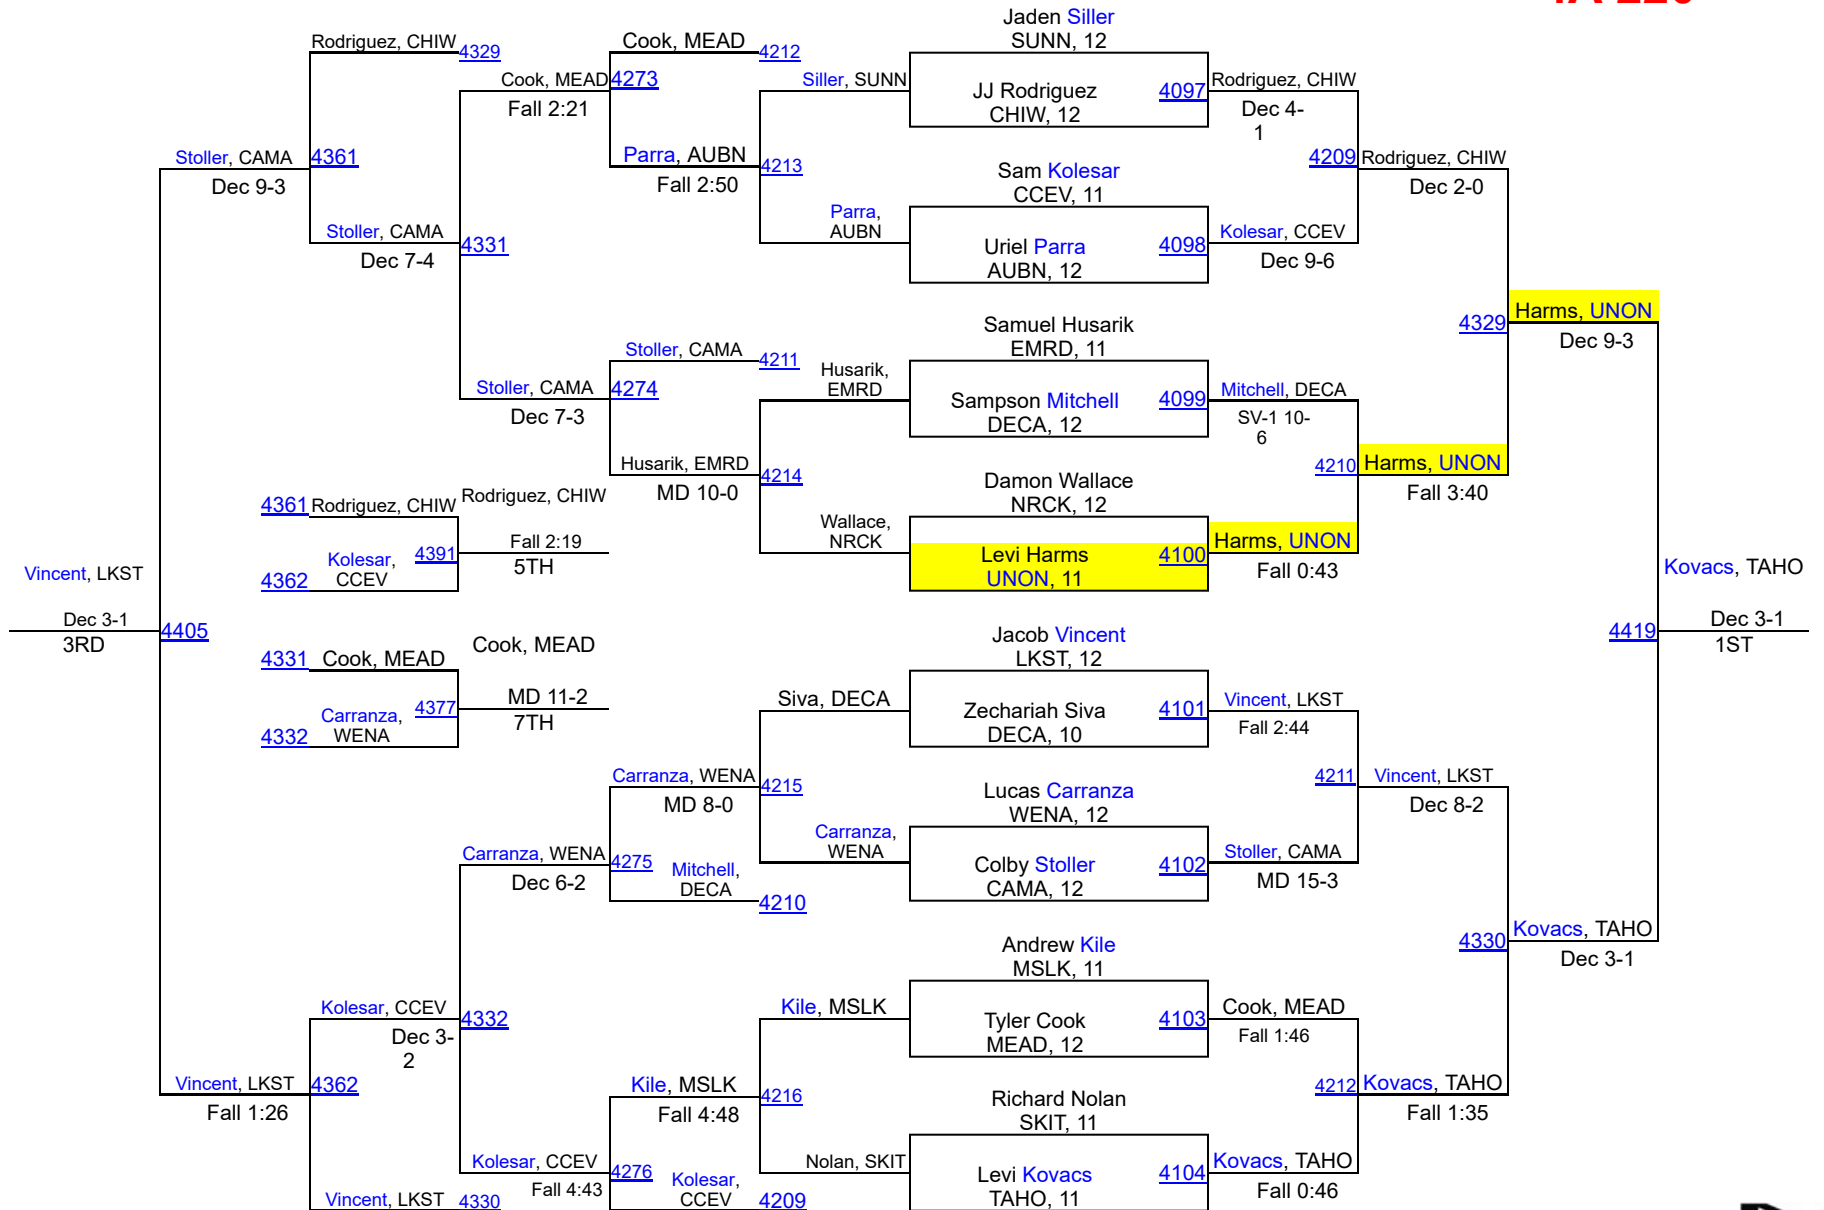 Jaden Siller
SUNN, 12
JJ Rodriguez
CHIW, 12
4097
Sam Kolesar
CCEV, 11
Uriel Parra
AUBN, 12
4098
Samuel Husarik
EMRD, 11
Sampson Mitchell
DECA, 12
4099
Damon Wallace
NRCK, 12
Levi Harms
UNON, 11
4100
Jacob Vincent
LKST, 12
Zechariah Siva
DECA, 10
4101
Lucas Carranza
WENA, 12
Colby Stoller
CAMA, 12
4102
Andrew Kile
MSLK, 11
Tyler Cook
MEAD, 12
4103
Richard Nolan
SKIT, 11
Levi Kovacs
TAHO, 11
4104
Rodriguez, CHIW
Dec 4-
1
4209
Kolesar, CCEV
Dec 9-6
Mitchell, DECA
SV-1 10-
6
4210
Harms, UNON
Fall 0:43
Vincent, LKST
Fall 2:44
4211
Stoller, CAMA
MD 15-3
Cook, MEAD
Fall 1:46
4212
Kovacs, TAHO
Fall 0:46
Rodriguez, CHIW
Dec 2-0
4329
Harms, UNON
Fall 3:40
Vincent, LKST
Dec 8-2
4330
Kovacs, TAHO
Fall 1:35
Harms, UNON
Dec 9-3
4419
Kovacs, TAHO
Dec 3-1
Kovacs, TAHO
Dec 3-1
1ST
Siller, SUNN
4213
Parra,
AUBN
Husarik,
EMRD
4214
Wallace,
NRCK
Siva, DECA
4215
Carranza,
WENA
Kile, MSLK
4216
Nolan, SKIT
Cook, MEAD
4212
4273
Parra, AUBN
Fall 2:50
Stoller, CAMA
4211
4274
Husarik, EMRD
MD 10-0
Carranza, WENA
MD 8-0
4275
Mitchell,
DECA
4210
Kile, MSLK
Fall 4:48
4276
Kolesar,
CCEV
4209
Cook, MEAD
Fall 2:21
4331
Stoller, CAMA
Dec 7-3
Carranza, WENA
Dec 6-2
4332
Kolesar, CCEV
Fall 4:43
Rodriguez, CHIW
4329
4361
Stoller, CAMA
Dec 7-4
Kolesar, CCEV
Dec 3-
2
4362
Vincent, LKST
4330
Stoller, CAMA
Dec 9-3
4405
Vincent, LKST
Fall 1:26
Vincent, LKST
Dec 3-1
3RD
4361
Rodriguez, CHIW
4391
4362
Kolesar,
CCEV
Rodriguez, CHIW
Fall 2:19
5TH
4331
Cook, MEAD
4377
4332
Carranza,
WENA
Cook, MEAD
MD 11-2
7TH